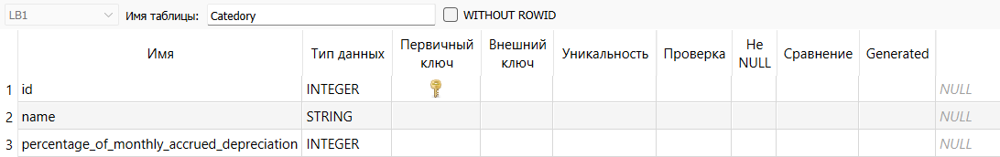 LB1 Имя таблицы: Catedory WITHOUT ROWID
Имя Тип данных Первичный ключ Внешний ключ Уникальность Проверка Не NULL Сравнение Generated
1 id INTEGER NULL
2 name STRING NULL
3 percentage_of_monthly_accrued_depreciation INTEGER NULL